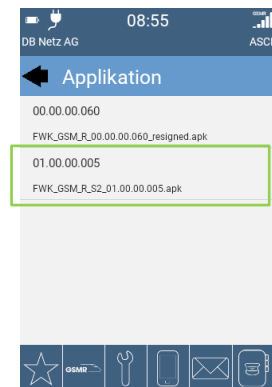 08:55
GSMR
DB Netz AG
ASCI
Applikation
00.00.00.060
FWK_GSM_R_00.00.00.060_resigned.apk
01.00.00.005
FWK_GSM_R_S2_01.00.00.005.apk
GSMR